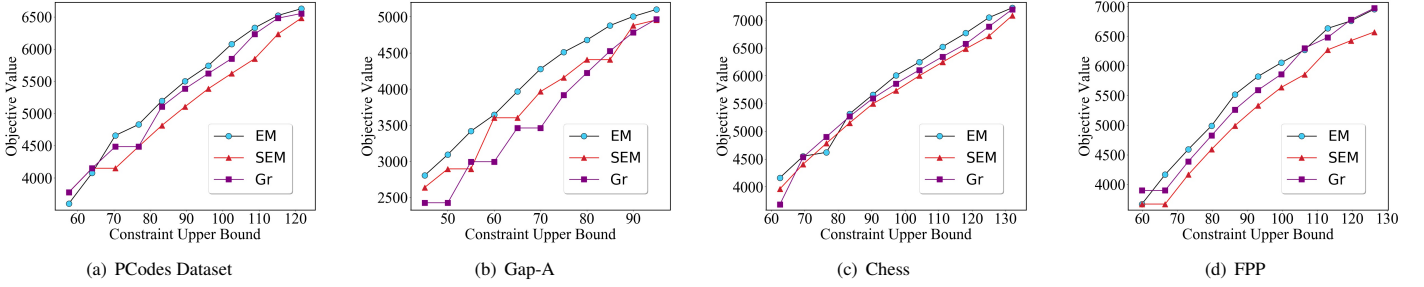 6500
6000
5500
5000
4500
4000
Objective Value
60 70 80 90 100 110 120
Constraint Upper Bound
EM
SEM
Gr
(a) PCodes Dataset
5000
4500
4000
3500
3000
2500
Objective Value
50 60 70 80 90
Constraint Upper Bound
EM
SEM
Gr
(b) Gap-A
7000
6500
6000
5500
5000
4500
4000
Objective Value
60 70 80 90 100 110 120 130
Constraint Upper Bound
EM
SEM
Gr
(c) Chess
7000
6500
6000
5500
5000
4500
4000
Objective Value
60 70 80 90 100 110 120 130
Constraint Upper Bound
EM
SEM
Gr
(d) FPP